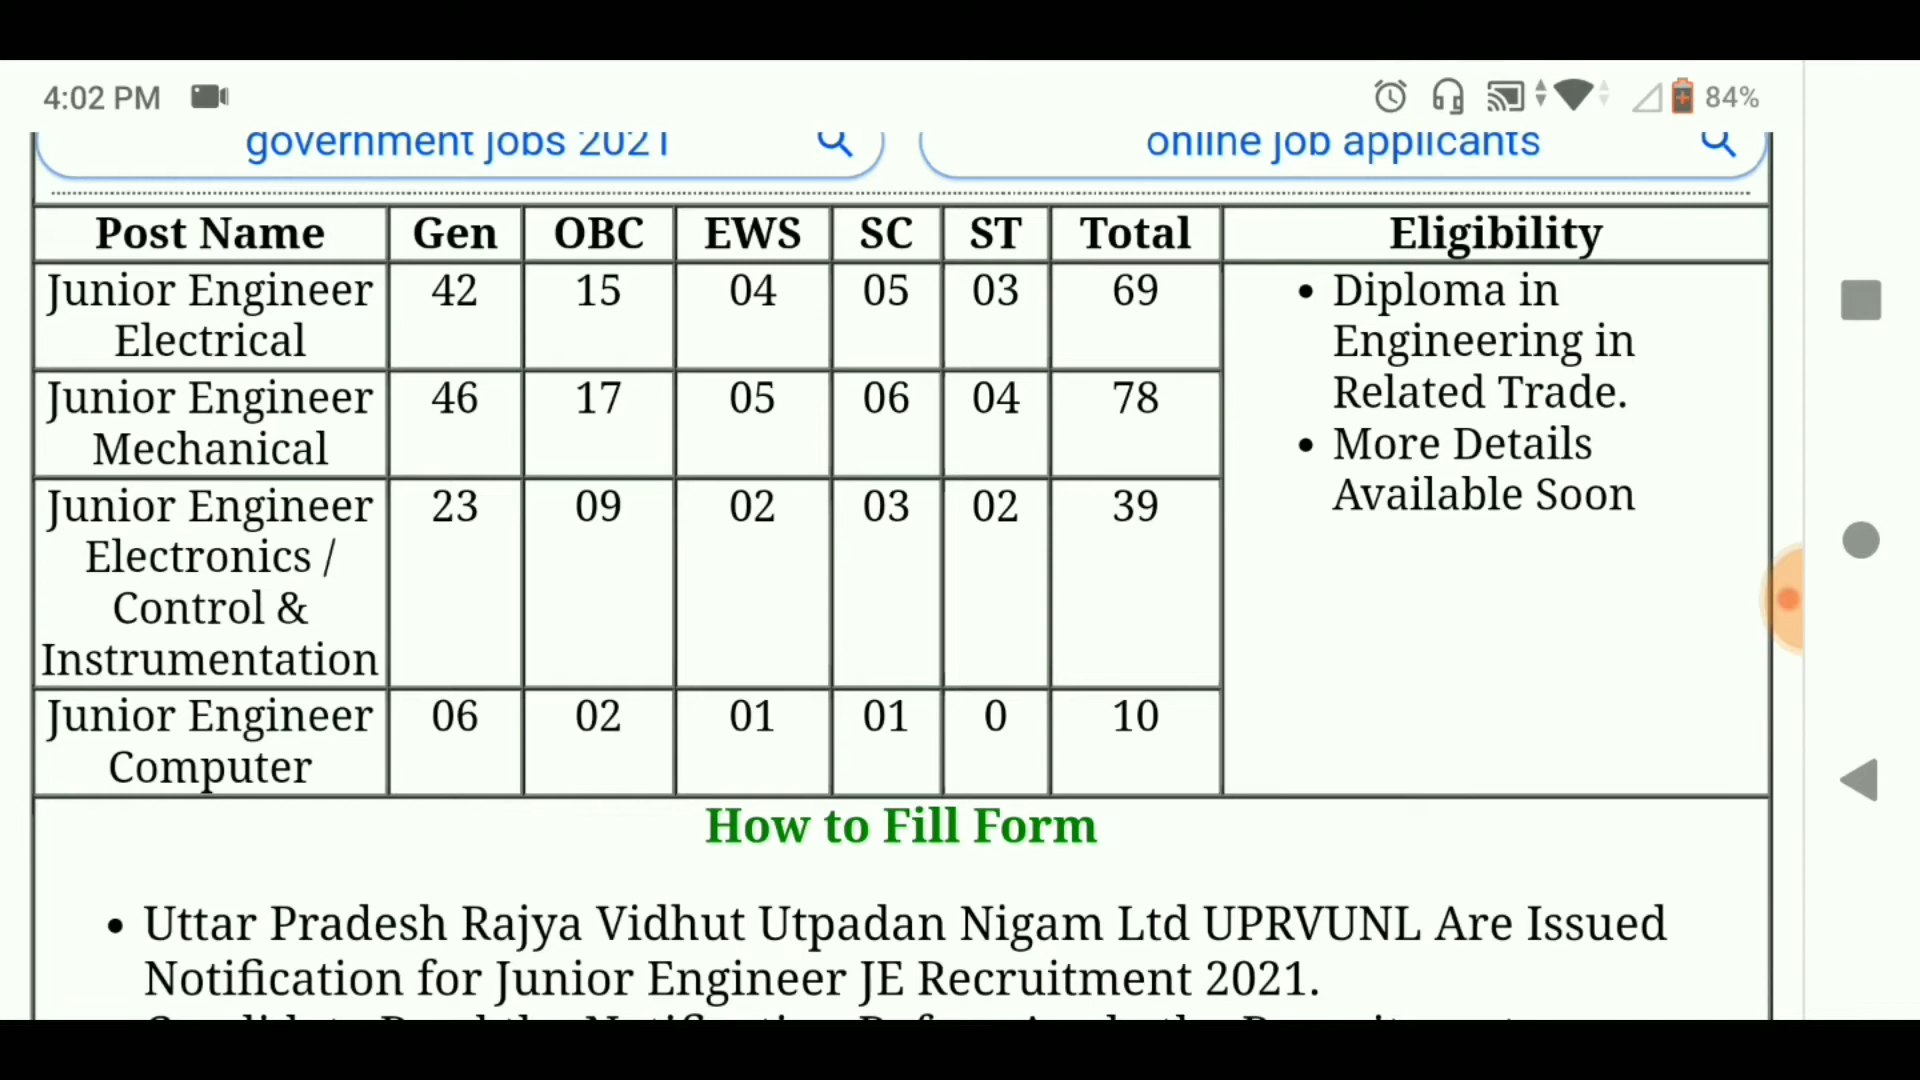 4:02 PM 84%
government jobs 2021 online job applicants
Post Name Gen OBC EWS SC ST Total Eligibility
Junior Engineer 42 15 04 05 03 69
Electrical
Junior Engineer 46 17 05 06 04 78
Mechanical
Junior Engineer 23 09 02 03 02 39
Electronics /
Control &
Instrumentation
Junior Engineer 06 02 01 01 0 10
Computer
• Diploma in
Engineering in
Related Trade.
• More Details
Available Soon
How to Fill Form
• Uttar Pradesh Rajya Vidhut Utpadan Nigam Ltd UPRVUNL Are Issued
Notification for Junior Engineer JE Recruitment 2021.